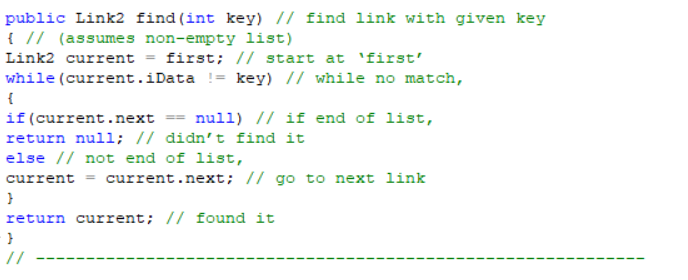 public Link2 find(int key) // find link with given key
{ // (assumes non-empty list)
Link2 current = first; // start at ‘first’
while(current.iData != key) // while no match,
{
if(current.next == null) // if end of list,
return null; // didn’t find it
else // not end of list,
current = current.next; // go to next link
}
return current; // found it
}
// -------------------------------------------------------------